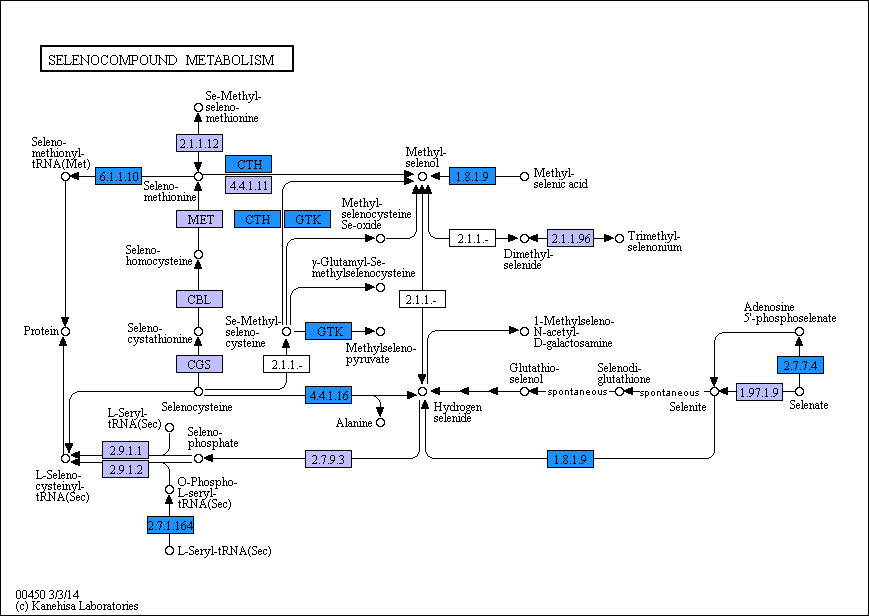 SELENOCOMPOUND METABOLISM
Se-Methyl-
seleno-
methionine
Seleno-
methionyl-
tRNA(Met)
2.1.1.12
6.1.1.10
CTH
4.4.1.11
Seleno-
methionine
Methyl-
selenol
1.8.1.9
Methyl-
selenic acid
MET
CTH
GTK
Methyl-
selenocysteine
Se-oxide
2.1.1.-
2.1.1.96
Trimethyl-
selenonium
Dimethyl-
selenide
Seleno-
homocysteine
γ-Glutamyl-Se-
methylselenocysteine
CBL
2.1.1.-
Protein
Seleno-
cystathionine
Se-Methyl-
seleno-
cysteine
GTK
Methylseleno-
pyruvate
1-Methylseleno-
N-acetyl-
D-galactosamine
Adenosine
5'-phosphoselenate
CGS
2.1.1.-
Glutathio-
selenol
Selenodi-
glutathione
2.7.7.4
4.4.1.16
spontaneous
spontaneous
1.97.1.9
Selenocysteine
Hydrogen
selenide
Selenite
Selenate
Alanine
L-Seryl-
tRNA(Sec)
Seleno-
phosphate
2.9.1.1
2.9.1.2
2.7.9.3
1.8.1.9
L-Seleno-
cysteinyl-
tRNA(Sec)
O-Phospho-
L-seryl-
tRNA(Sec)
2.7.1.164
L-Seryl-tRNA(Sec)
00450 3/3/14
(c) Kanehisa Laboratories